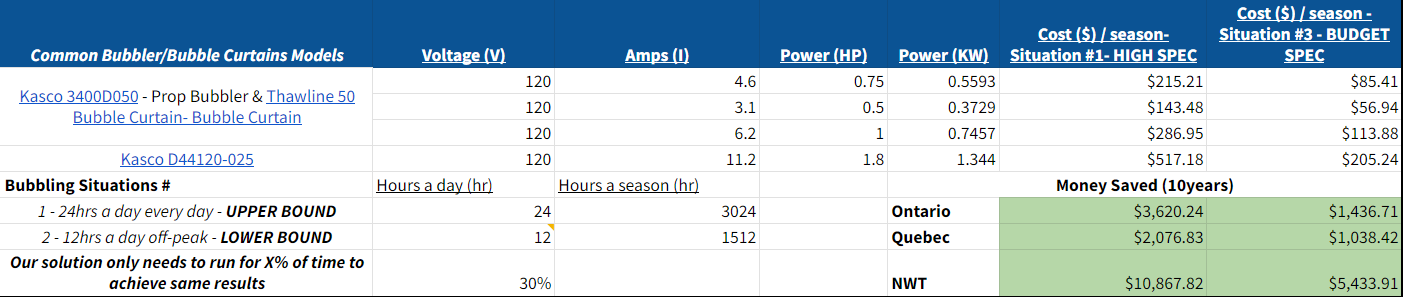 Common Bubbler/Bubble Curtains Models Voltage (V) Amps (I) Power (HP) Power (KW) Cost ($) / season- Situation #1- HIGH SPEC Cost ($) / season - Situation #3 - BUDGET SPEC
Kasco 3400D050 - Prop Bubbler & Thawline 50 Bubble Curtain- Bubble Curtain
120 4.6 0.75 0.5593 $215.21 $85.41
120 3.1 0.5 0.3729 $143.48 $56.94
120 6.2 1 0.7457 $286.95 $113.88
Kasco D44120-025 120 11.2 1.8 1.344 $517.18 $205.24
Bubbling Situations # Hours a day (hr) Hours a season (hr) Money Saved (10years)
1 - 24hrs a day every day - UPPER BOUND 24 3024 Ontario $3,620.24 $1,436.71
2 - 12hrs a day off-peak - LOWER BOUND 12 1512 Quebec $2,076.83 $1,038.42
Our solution only needs to run for X% of time to achieve same results 30% NWT $10,867.82 $5,433.91